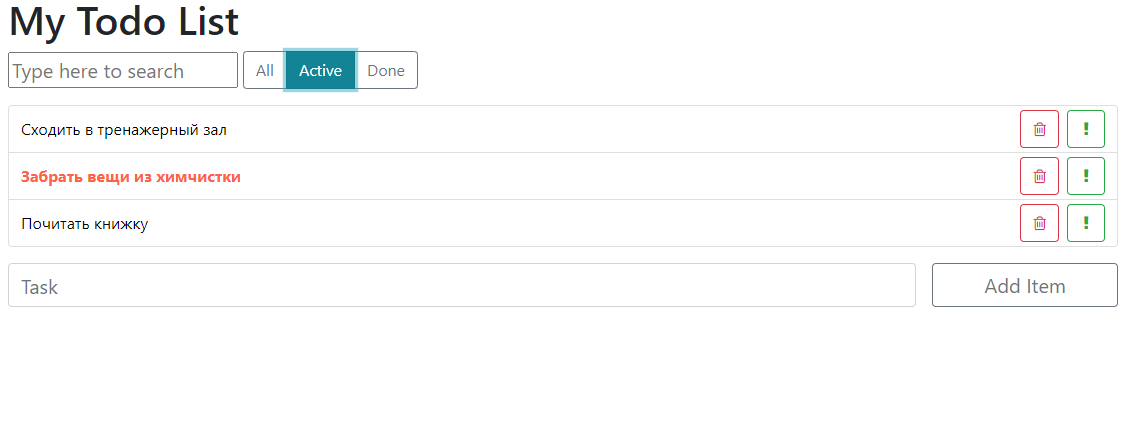 My Todo List
Type here to search
All Active Done
Сходить в тренажерный зал !
Забрать вещи из химчистки !
Почитать книжку !
Task Add Item